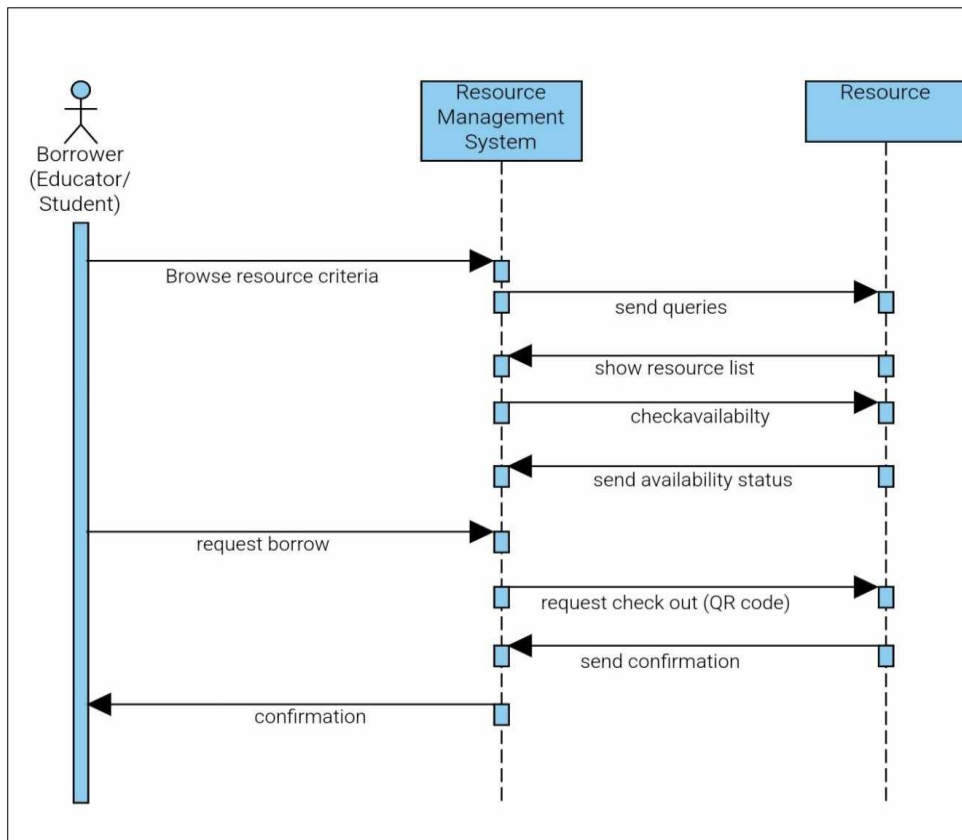 Resource
Management
System
Resource
Borrower
(Educator/
Student)
Browse resource criteria
send queries
show resource list
checkavailabilty
send availability status
request borrow
request check out (QR code)
send confirmation
confirmation